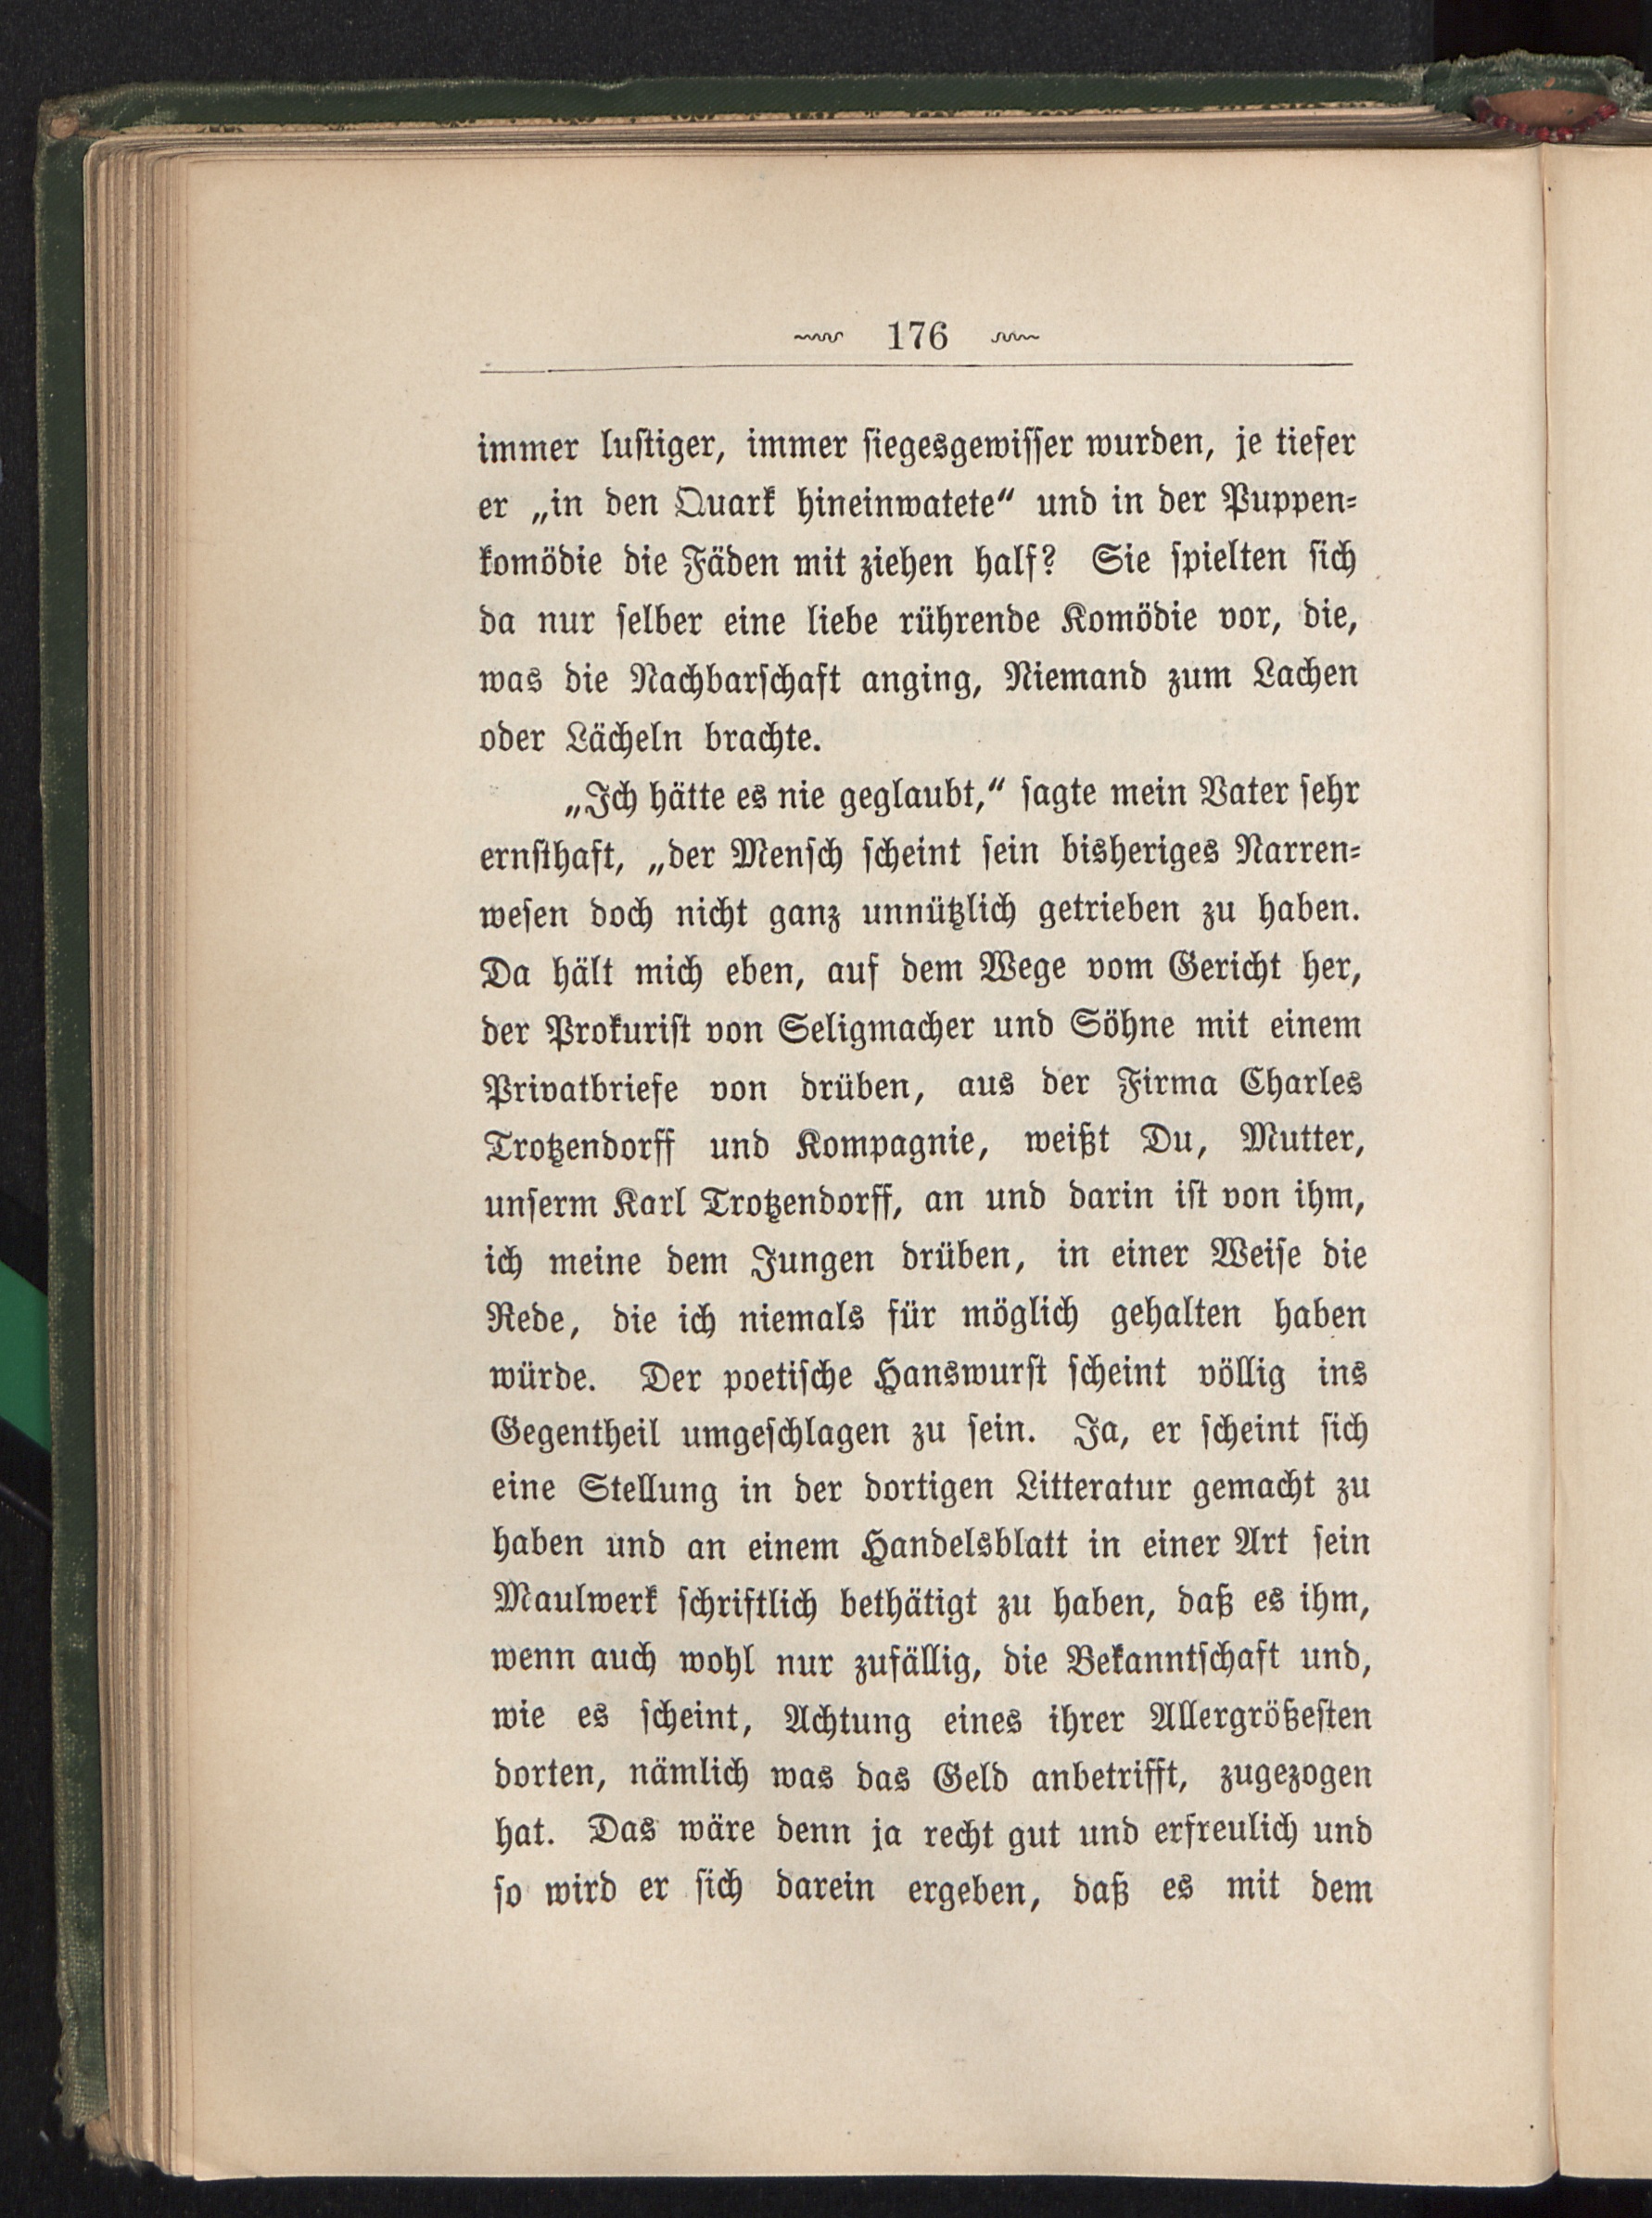 176
immer luſtiger, immer ſiegesgewiſſer wurden, je tiefer
er „in den Quark hineinwatete“ und in der Puppen⸗
komödie die Fäden mit ziehen half? Sie ſpielten ſich
da nur ſelber eine liebe rührende Komödie vor, die,
was die Nachbarſchaft anging, Niemand zum Lachen
oder Lächeln brachte.
„Ich hätte es nie geglaubt,“ ſagte mein Vater ſehr
ernſthaft, „der Menſch ſcheint ſein bisheriges Narren⸗
weſen doch nicht ganz unnützlich getrieben zu haben.
Da hält mich eben, auf dem Wege vom Gericht her,
der Prokuriſt von Seligmacher und Söhne mit einem
Privatbriefe von drüben, aus der Firma Charles
Trotzendorff und Kompagnie, weißt Du, Mutter,
unſerm Karl Trotzendorff, an und darin iſt von ihm,
ich meine dem Jungen drüben, in einer Weiſe die
Rede, die ich niemals für möglich gehalten haben
würde. Der poetiſche Hanswurſt ſcheint völlig ins
Gegentheil umgeſchlagen zu ſein. Ja, er ſcheint ſich
eine Stellung in der dortigen Litteratur gemacht zu
haben und an einem Handelsblatt in einer Art ſein
Maulwerk ſchriftlich bethätigt zu haben, daß es ihm,
wenn auch wohl nur zufällig, die Bekanntſchaft und,
wie es ſcheint, Achtung eines ihrer Allergrößeſten
dorten, nämlich was das Geld anbetrifft, zugezogen
hat. Das wäre denn ja recht gut und erfreulich und
ſo wird er ſich darein ergeben, daß es mit dem